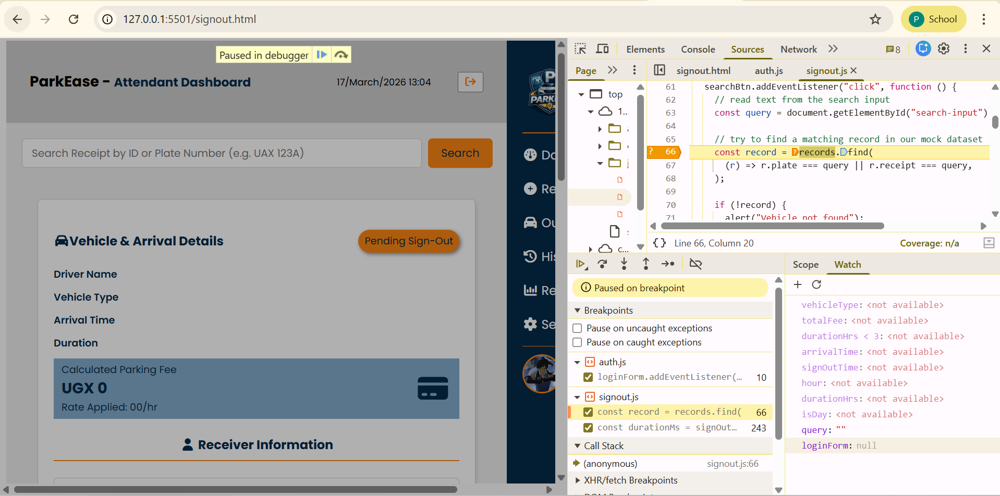 127.0.0.1:5501/signout.html
P School
Paused in debugger
ParkEase - Attendant Dashboard
17/March/2026 13:04
Search Receipt by ID or Plate Number (e.g. UAX 123A)
Search
Vehicle & Arrival Details
Pending Sign-Out
Driver Name
Vehicle Type
Arrival Time
Duration
Calculated Parking Fee
UGX 0
Rate Applied: 00/hr
Receiver Information
Re
Hi
Re
Se
Elements Console Sources Network 8
Page
signout.html auth.js signout.js
top
1...
c...
61 searchBtn.addEventListener("click", function () {
62 // read text from the search input
63 const query = document.getElementById("search-input")
64
65 // try to find a matching record in our mock dataset
66 const record = records.find(
67 (r) => r.plate === query || r.receipt === query,
68 );
69
70 if (!record) {
71 alert("Vehicle not found");
{} Line 66, Column 20
Coverage: n/a
Paused on breakpoint
Breakpoints
Pause on uncaught exceptions
Pause on caught exceptions
auth.js
loginForm.addEventListener(… 10
signout.js
const record = records.find( 66
const durationMs = signOut… 243
Call Stack
(anonymous) signout.js:66
XHR/fetch Breakpoints
Scope Watch
vehicleType: <not available>
totalFee: <not available>
durationHrs < 3: <not available>
arrivalTime: <not available>
signOutTime: <not available>
hour: <not available>
durationHrs: <not available>
isDay: <not available>
query: ""
loginForm: null